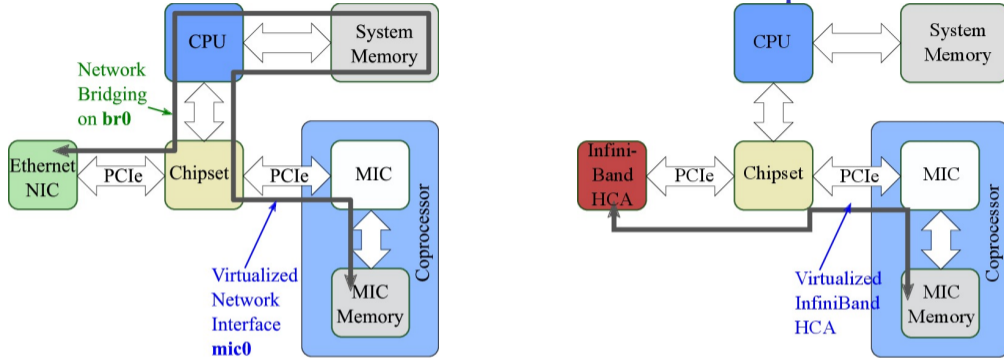 CPU
System
Memory
Network
Bridging
on br0
Ethernet
NIC
PCIe
Chipset
PCIe
MIC
Coprocessor
Virtualized
Network
Interface
mic0
MIC
Memory
CPU
System
Memory
Infini-
Band
HCA
PCIe
Chipset
PCIe
MIC
Coprocessor
Virtualized
InfiniBand
HCA
MIC
Memory